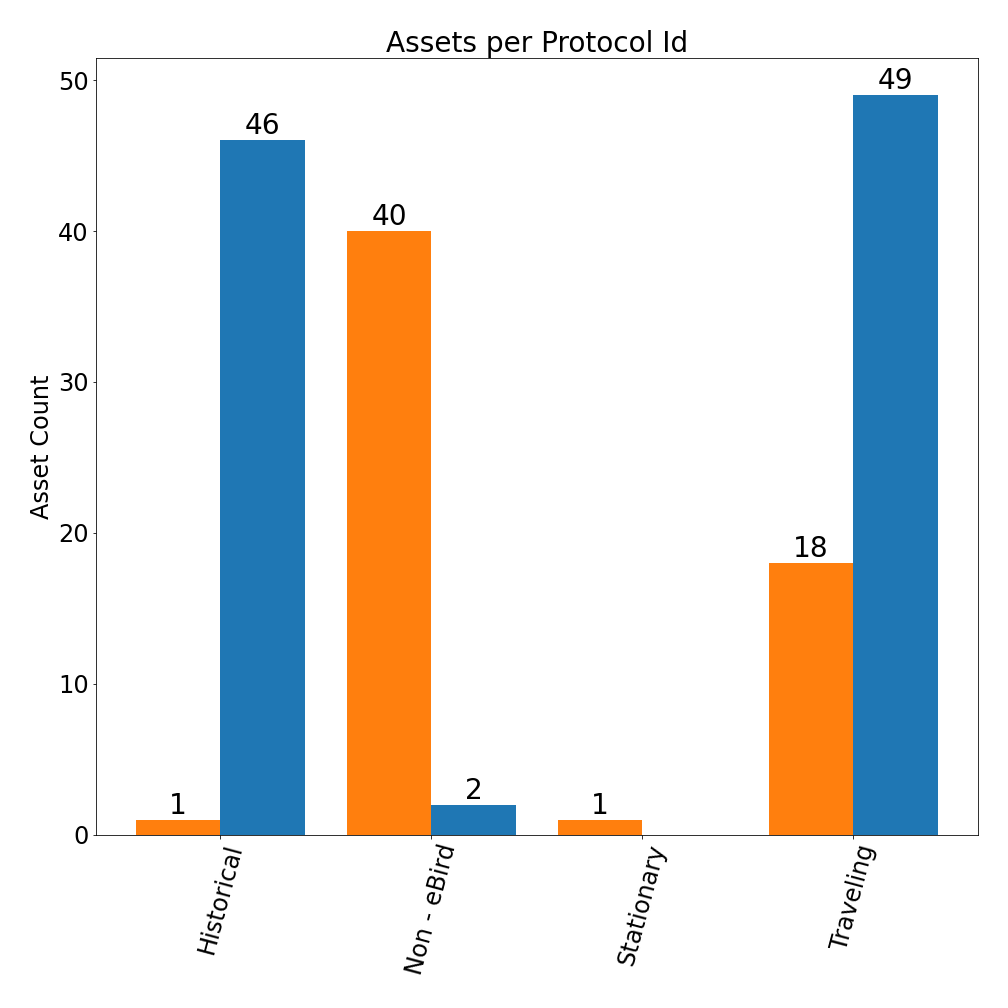 Assets per Protocol Id
50
40
30
20
10
0
Asset Count
1
46
40
2
1
18
49
Historical
Non - eBird
Stationary
Traveling